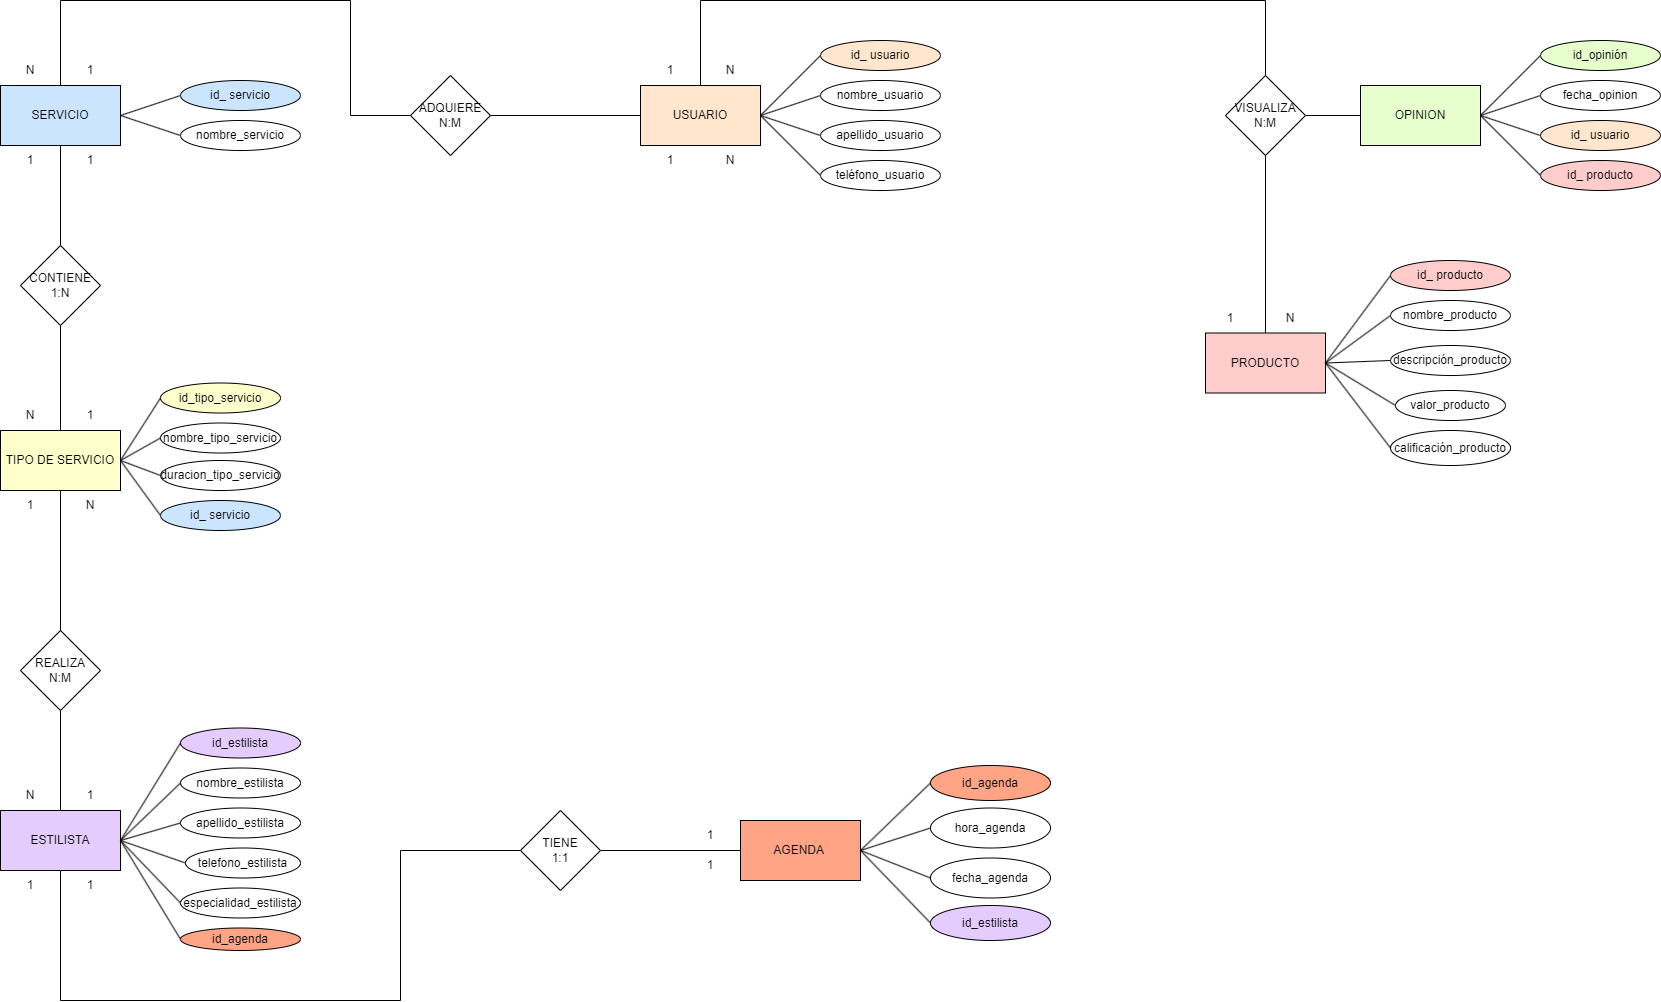 N 1
SERVICIO
1 1
id_ servicio
nombre_servicio
ADQUIERE
N:M
1 N
USUARIO
1 N
id_ usuario
nombre_usuario
apellido_usuario
teléfono_usuario
VISUALIZA
N:M
OPINION
id_opinión
fecha_opinion
id_ usuario
id_ producto
CONTIENE
1:N
1 N
PRODUCTO
id_ producto
nombre_producto
descripción_producto
valor_producto
calificación_producto
N 1
TIPO DE SERVICIO
1 N
id_tipo_servicio
nombre_tipo_servicio
duracion_tipo_servicio
id_ servicio
REALIZA
N:M
N 1
ESTILISTA
1 1
id_estilista
nombre_estilista
apellido_estilista
telefono_estilista
especialidad_estilista
id_agenda
TIENE
1:1
1
1
AGENDA
id_agenda
hora_agenda
fecha_agenda
id_estilista